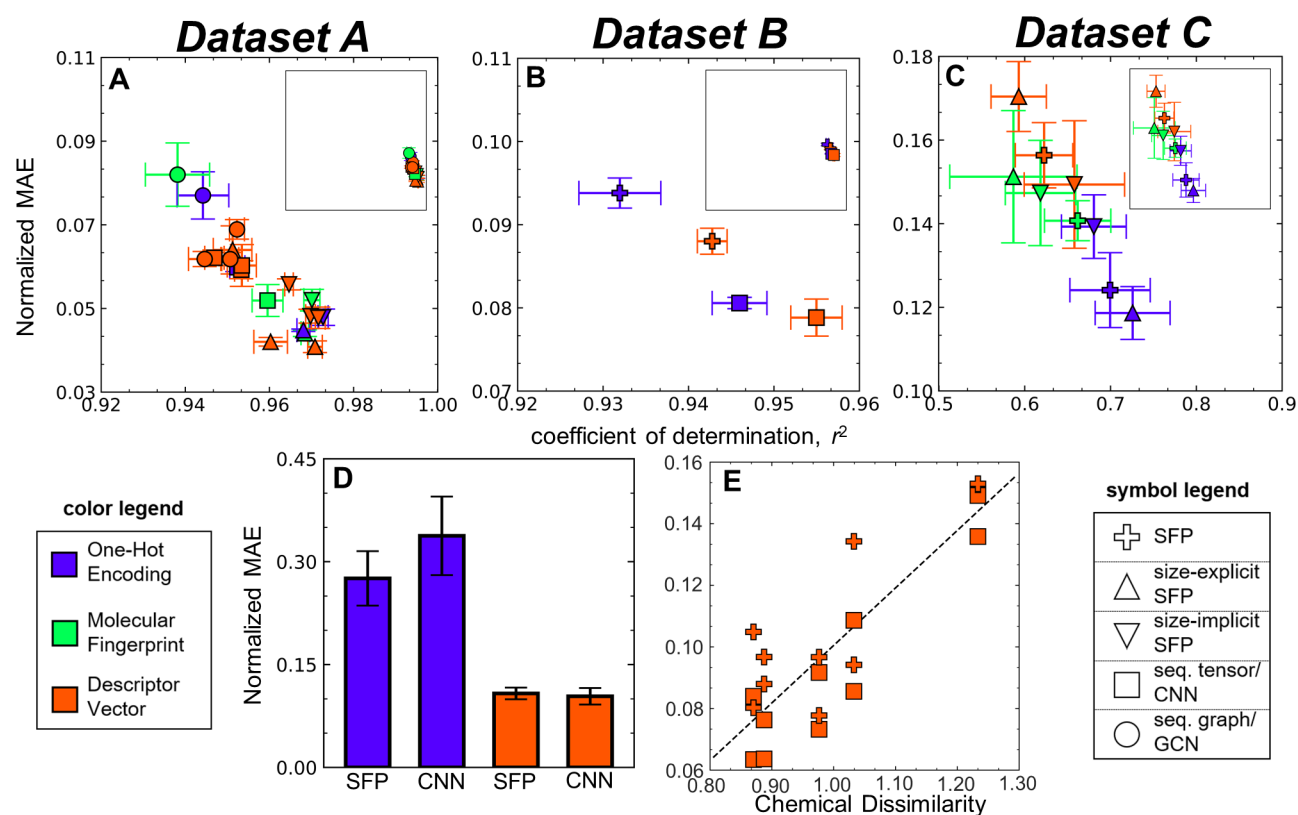 Dataset A
Dataset B
Dataset C
Normalized MAE
A
0.11
0.09
0.07
0.05
0.03
0.92
0.94
0.96
0.98
1.00
B
0.11
0.10
0.09
0.08
0.07
0.92
0.93
0.94
0.95
0.96
C
0.18
0.16
0.14
0.12
0.10
0.5
0.6
0.7
0.8
0.9
coefficient of determination, r²
color legend
One-Hot
Encoding
Molecular
Fingerprint
Descriptor
Vector
Normalized MAE
D
0.45
0.30
0.15
0.00
SFP
CNN
SFP
CNN
E
0.16
0.14
0.12
0.10
0.08
0.06
0.80
0.90
1.00
1.10
1.20
1.30
Chemical Dissimilarity
symbol legend
SFP
size-explicit
SFP
size-implicit
SFP
seq. tensor/
CNN
seq. graph/
GCN